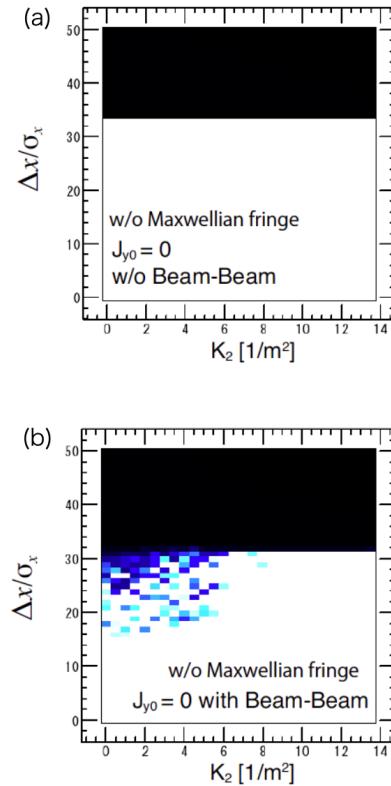 (a)
50
40
30
20
10
0
Δx/σₓ
w/o Maxwellian fringe
J_y0 = 0
w/o Beam-Beam
0 2 4 6 8 10 12 14
K₂ [1/m²]
(b)
50
40
30
20
10
0
Δx/σₓ
w/o Maxwellian fringe
J_y0 = 0 with Beam-Beam
0 2 4 6 8 10 12 14
K₂ [1/m²]